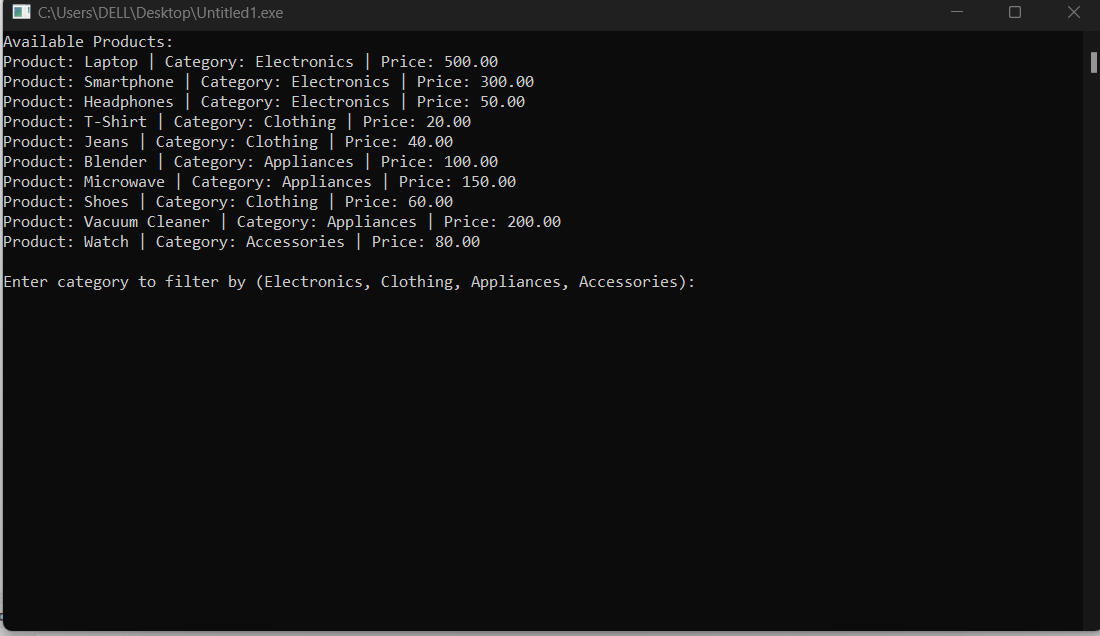 C:\Users\DELL\Desktop\Untitled1.exe
Available Products:
Product: Laptop | Category: Electronics | Price: 500.00
Product: Smartphone | Category: Electronics | Price: 300.00
Product: Headphones | Category: Electronics | Price: 50.00
Product: T-Shirt | Category: Clothing | Price: 20.00
Product: Jeans | Category: Clothing | Price: 40.00
Product: Blender | Category: Appliances | Price: 100.00
Product: Microwave | Category: Appliances | Price: 150.00
Product: Shoes | Category: Clothing | Price: 60.00
Product: Vacuum Cleaner | Category: Appliances | Price: 200.00
Product: Watch | Category: Accessories | Price: 80.00
Enter category to filter by (Electronics, Clothing, Appliances, Accessories):